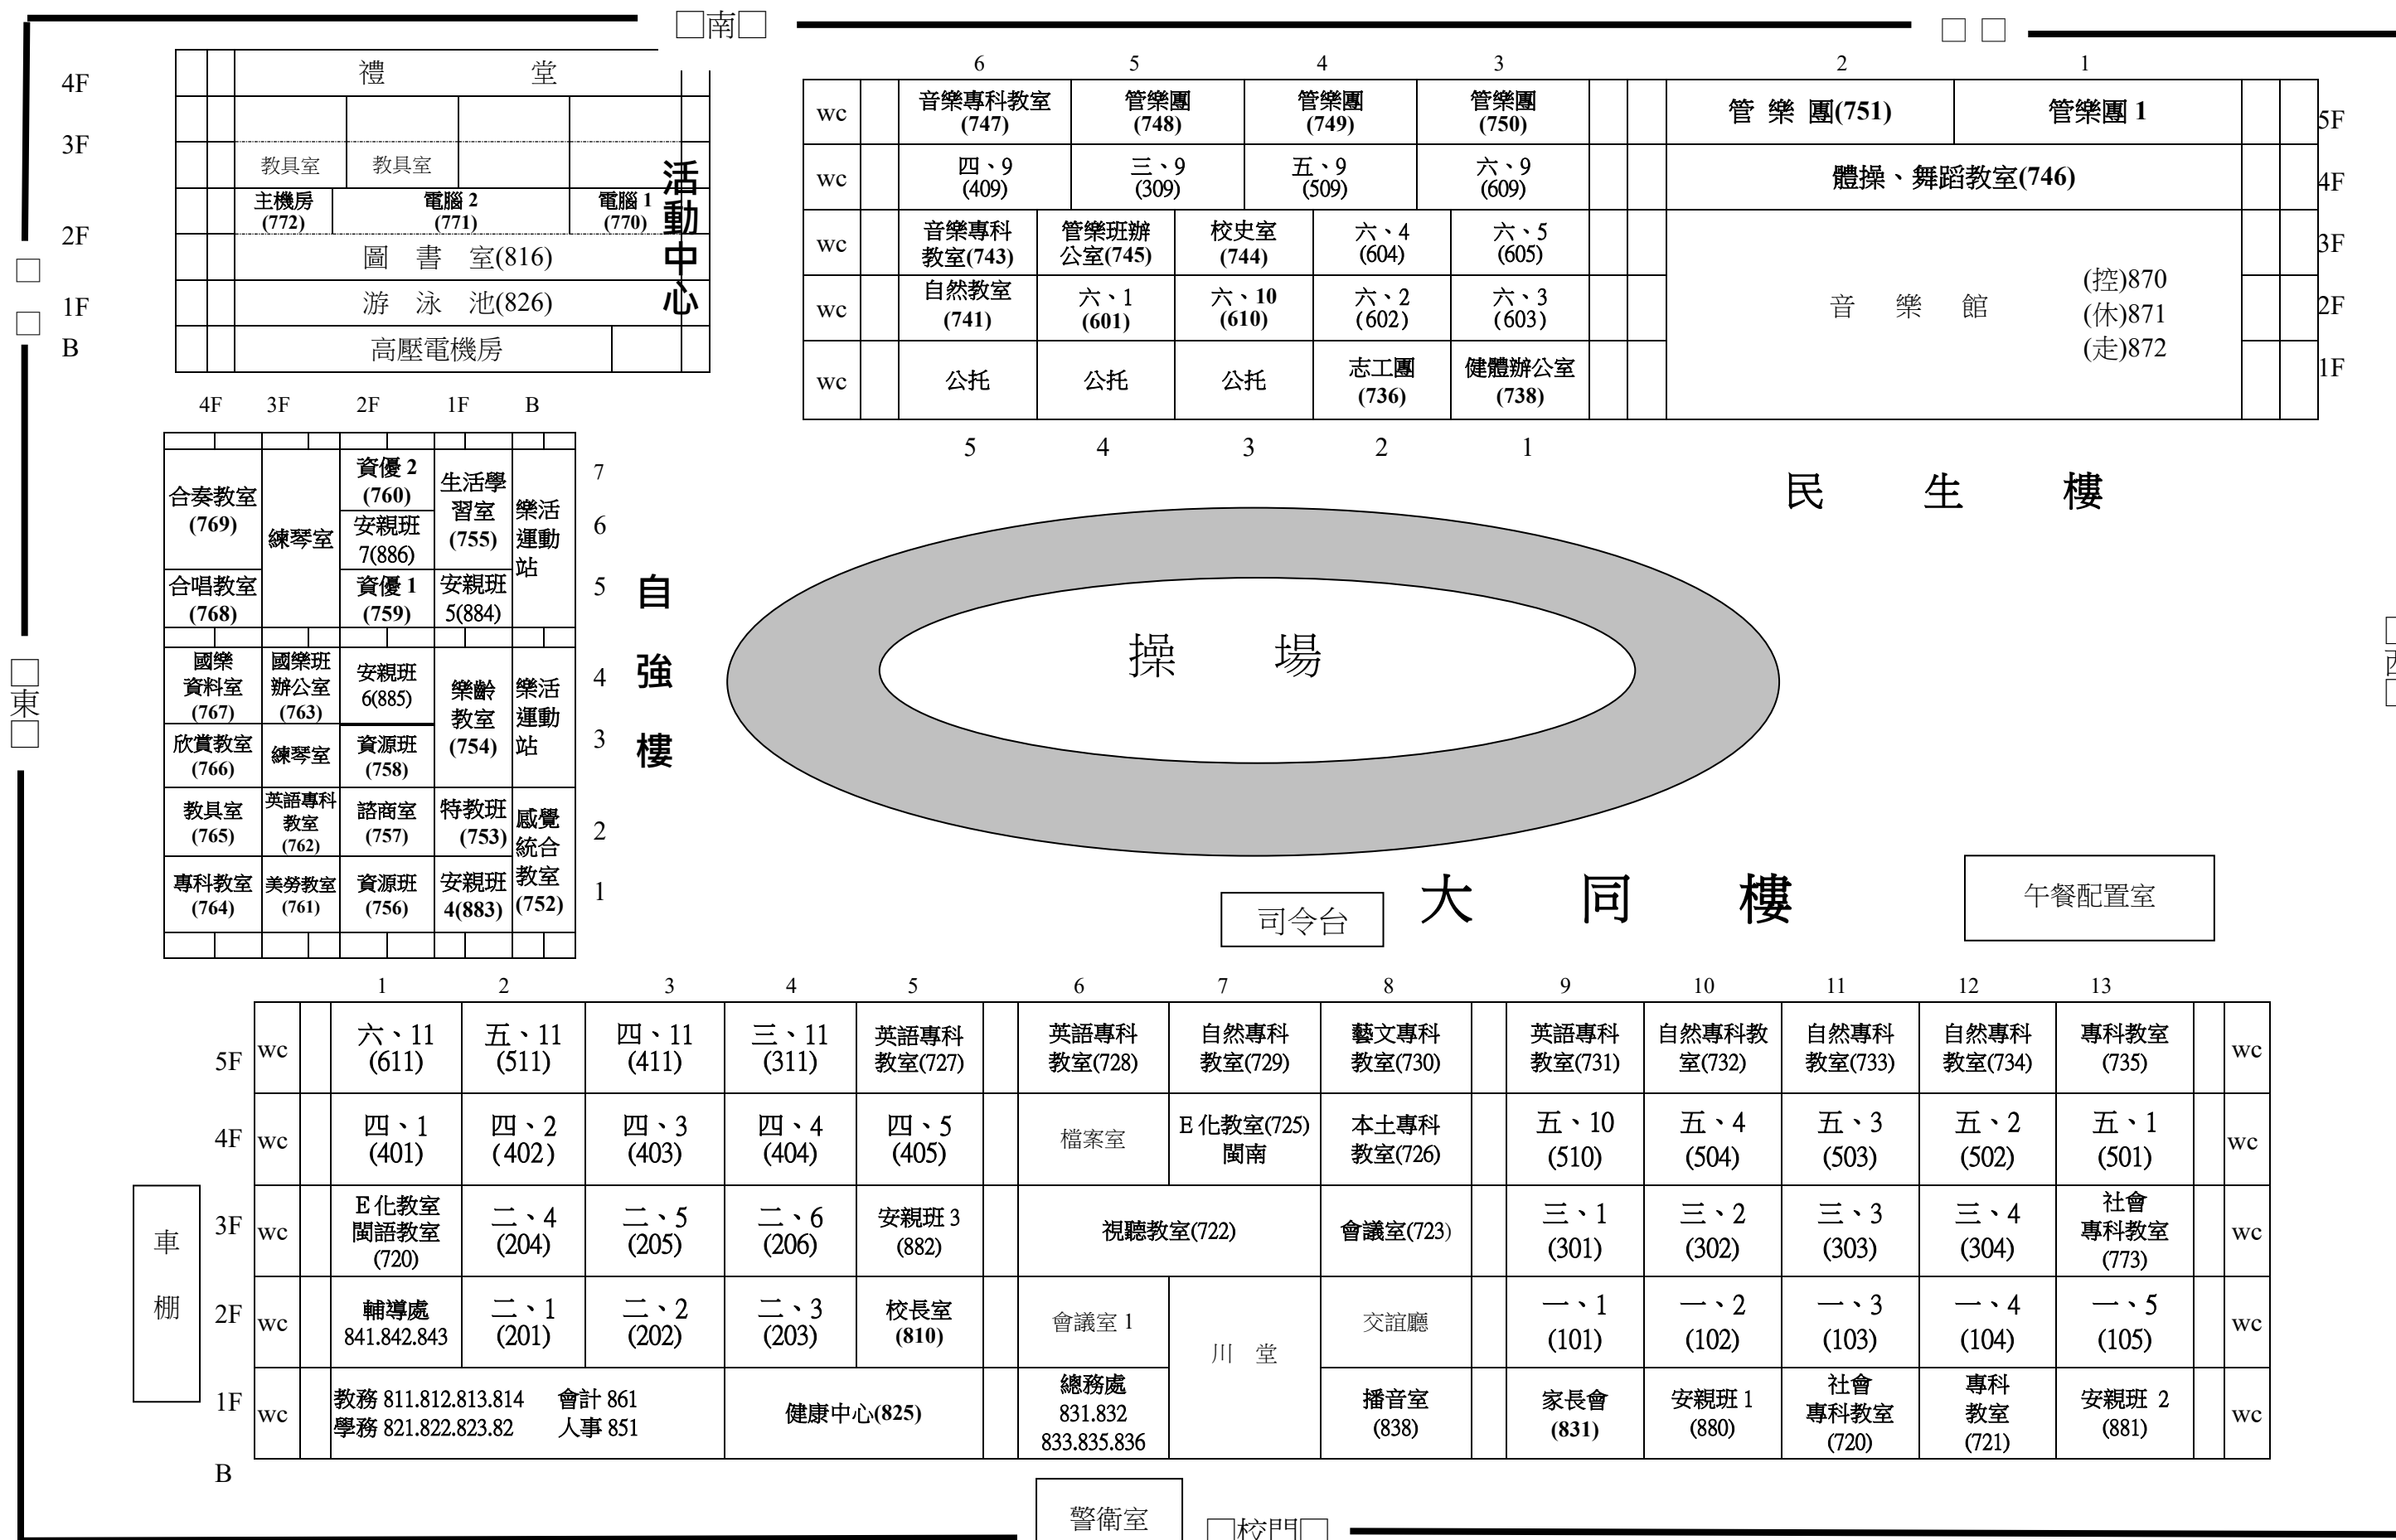 □南□
□ □
4F
3F
2F
1F
B
禮 堂
教具室 教具室
主機房
(772)
電腦 2
(771)
電腦 1
(770)
圖 書 室(816)
游 泳 池(826)
高壓電機房
活動中心
6 5 4 3 2 1
wc
音樂專科教室
(747)
管樂團
(748)
管樂團
(749)
管樂團
(750)
管 樂 團(751)
管樂團 1
5F
wc
四、9
(409)
三、9
(309)
五、9
(509)
六、9
(609)
體操、舞蹈教室(746)
4F
wc
音樂專科
教室(743)
管樂班辦
公室(745)
校史室
(744)
六、4
(604)
六、5
(605)
3F
wc
自然教室
(741)
六、1
(601)
六、10
(610)
六、2
(602)
六、3
(603)
音 樂 館
(控)870
(休)871
(走)872
2F
wc
公托
公托
公托
志工團
(736)
健體辦公室
(738)
1F
5 4 3 2 1
民 生 樓
□
□
□東□
□西□
4F 3F 2F 1F B
合奏教室
(769)
練琴室
資優 2
(760)
安親班
7(886)
生活學
習室
(755)
樂活
運動
站
7
6
合唱教室
(768)
資優 1
(759)
安親班
5(884)
5
國樂
資料室
(767)
國樂班
辦公室
(763)
安親班
6(885)
樂齡
教室
(754)
樂活
運動
站
4
欣賞教室
(766)
練琴室
資源班
(758)
3
教具室
(765)
英語專科
教室
(762)
諮商室
(757)
特教班
(753)
感覺
統合
教室
(752)
2
專科教室
(764)
美勞教室
(761)
資源班
(756)
安親班
4(883)
1
自強樓
操 場
司令台
大 同 樓
午餐配置室
1 2 3 4 5 6 7 8 9 10 11 12 13
5F
wc
六、11
(611)
五、11
(511)
四、11
(411)
三、11
(311)
英語專科
教室(727)
英語專科
教室(728)
自然專科
教室(729)
藝文專科
教室(730)
英語專科
教室(731)
自然專科教
室(732)
自然專科
教室(733)
自然專科
教室(734)
專科教室
(735)
wc
4F
wc
四、1
(401)
四、2
(402)
四、3
(403)
四、4
(404)
四、5
(405)
檔案室
E 化教室(725)
閩南
本土專科
教室(726)
五、10
(510)
五、4
(504)
五、3
(503)
五、2
(502)
五、1
(501)
wc
3F
wc
E 化教室
閩語教室
(720)
二、4
(204)
二、5
(205)
二、6
(206)
安親班 3
(882)
視聽教室(722)
會議室(723)
三、1
(301)
三、2
(302)
三、3
(303)
三、4
(304)
社會
專科教室
(773)
wc
車
棚
2F
wc
輔導處
841.842.843
二、1
(201)
二、2
(202)
二、3
(203)
校長室
(810)
會議室 1
川 堂
交誼廳
一、1
(101)
一、2
(102)
一、3
(103)
一、4
(104)
一、5
(105)
wc
1F
wc
教務 811.812.813.814 會計 861
學務 821.822.823.82 人事 851
健康中心(825)
總務處
831.832
833.835.836
播音室
(838)
家長會
(831)
安親班 1
(880)
社會
專科教室
(720)
專科
教室
(721)
安親班 2
(881)
wc
B
警衛室
□校門□